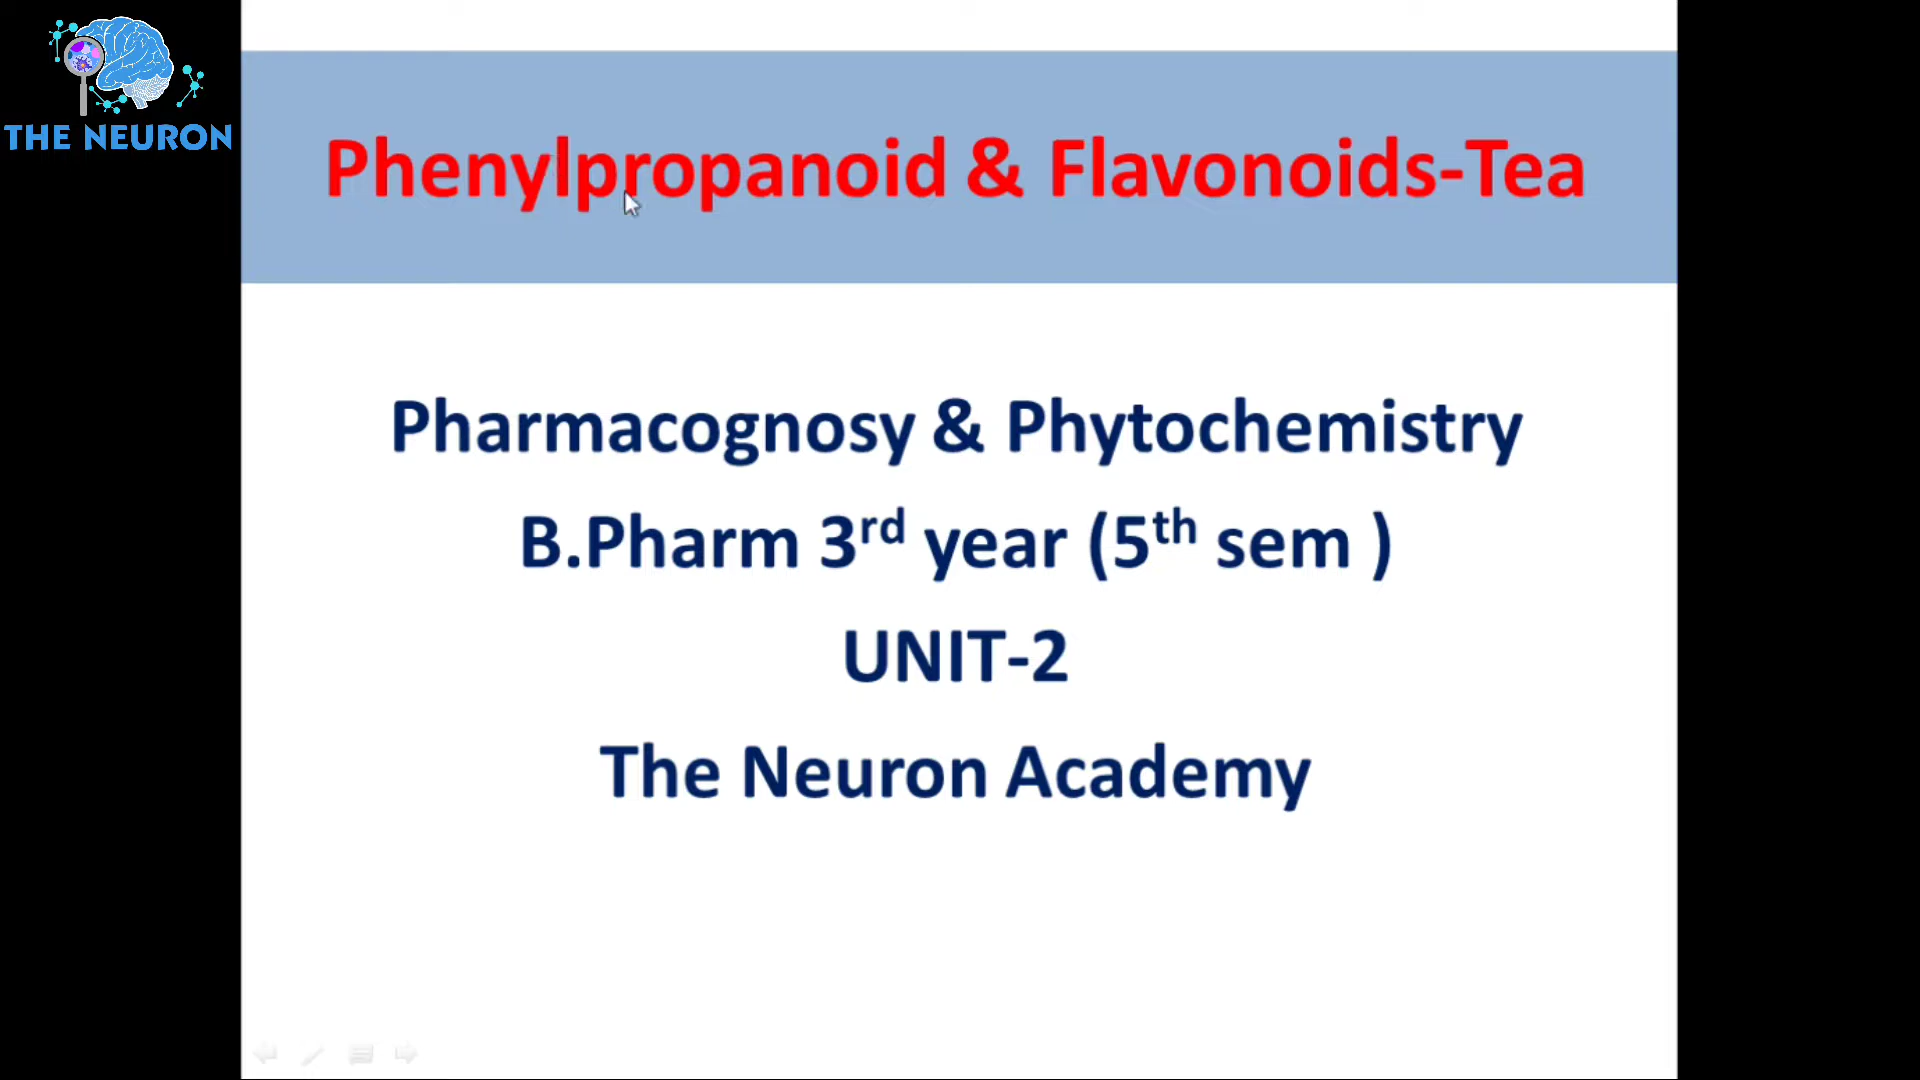 THE NEURON
Phenylpropanoid & Flavonoids-Tea
Pharmacognosy & Phytochemistry
B.Pharm 3rd year (5th sem )
UNIT-2
The Neuron Academy